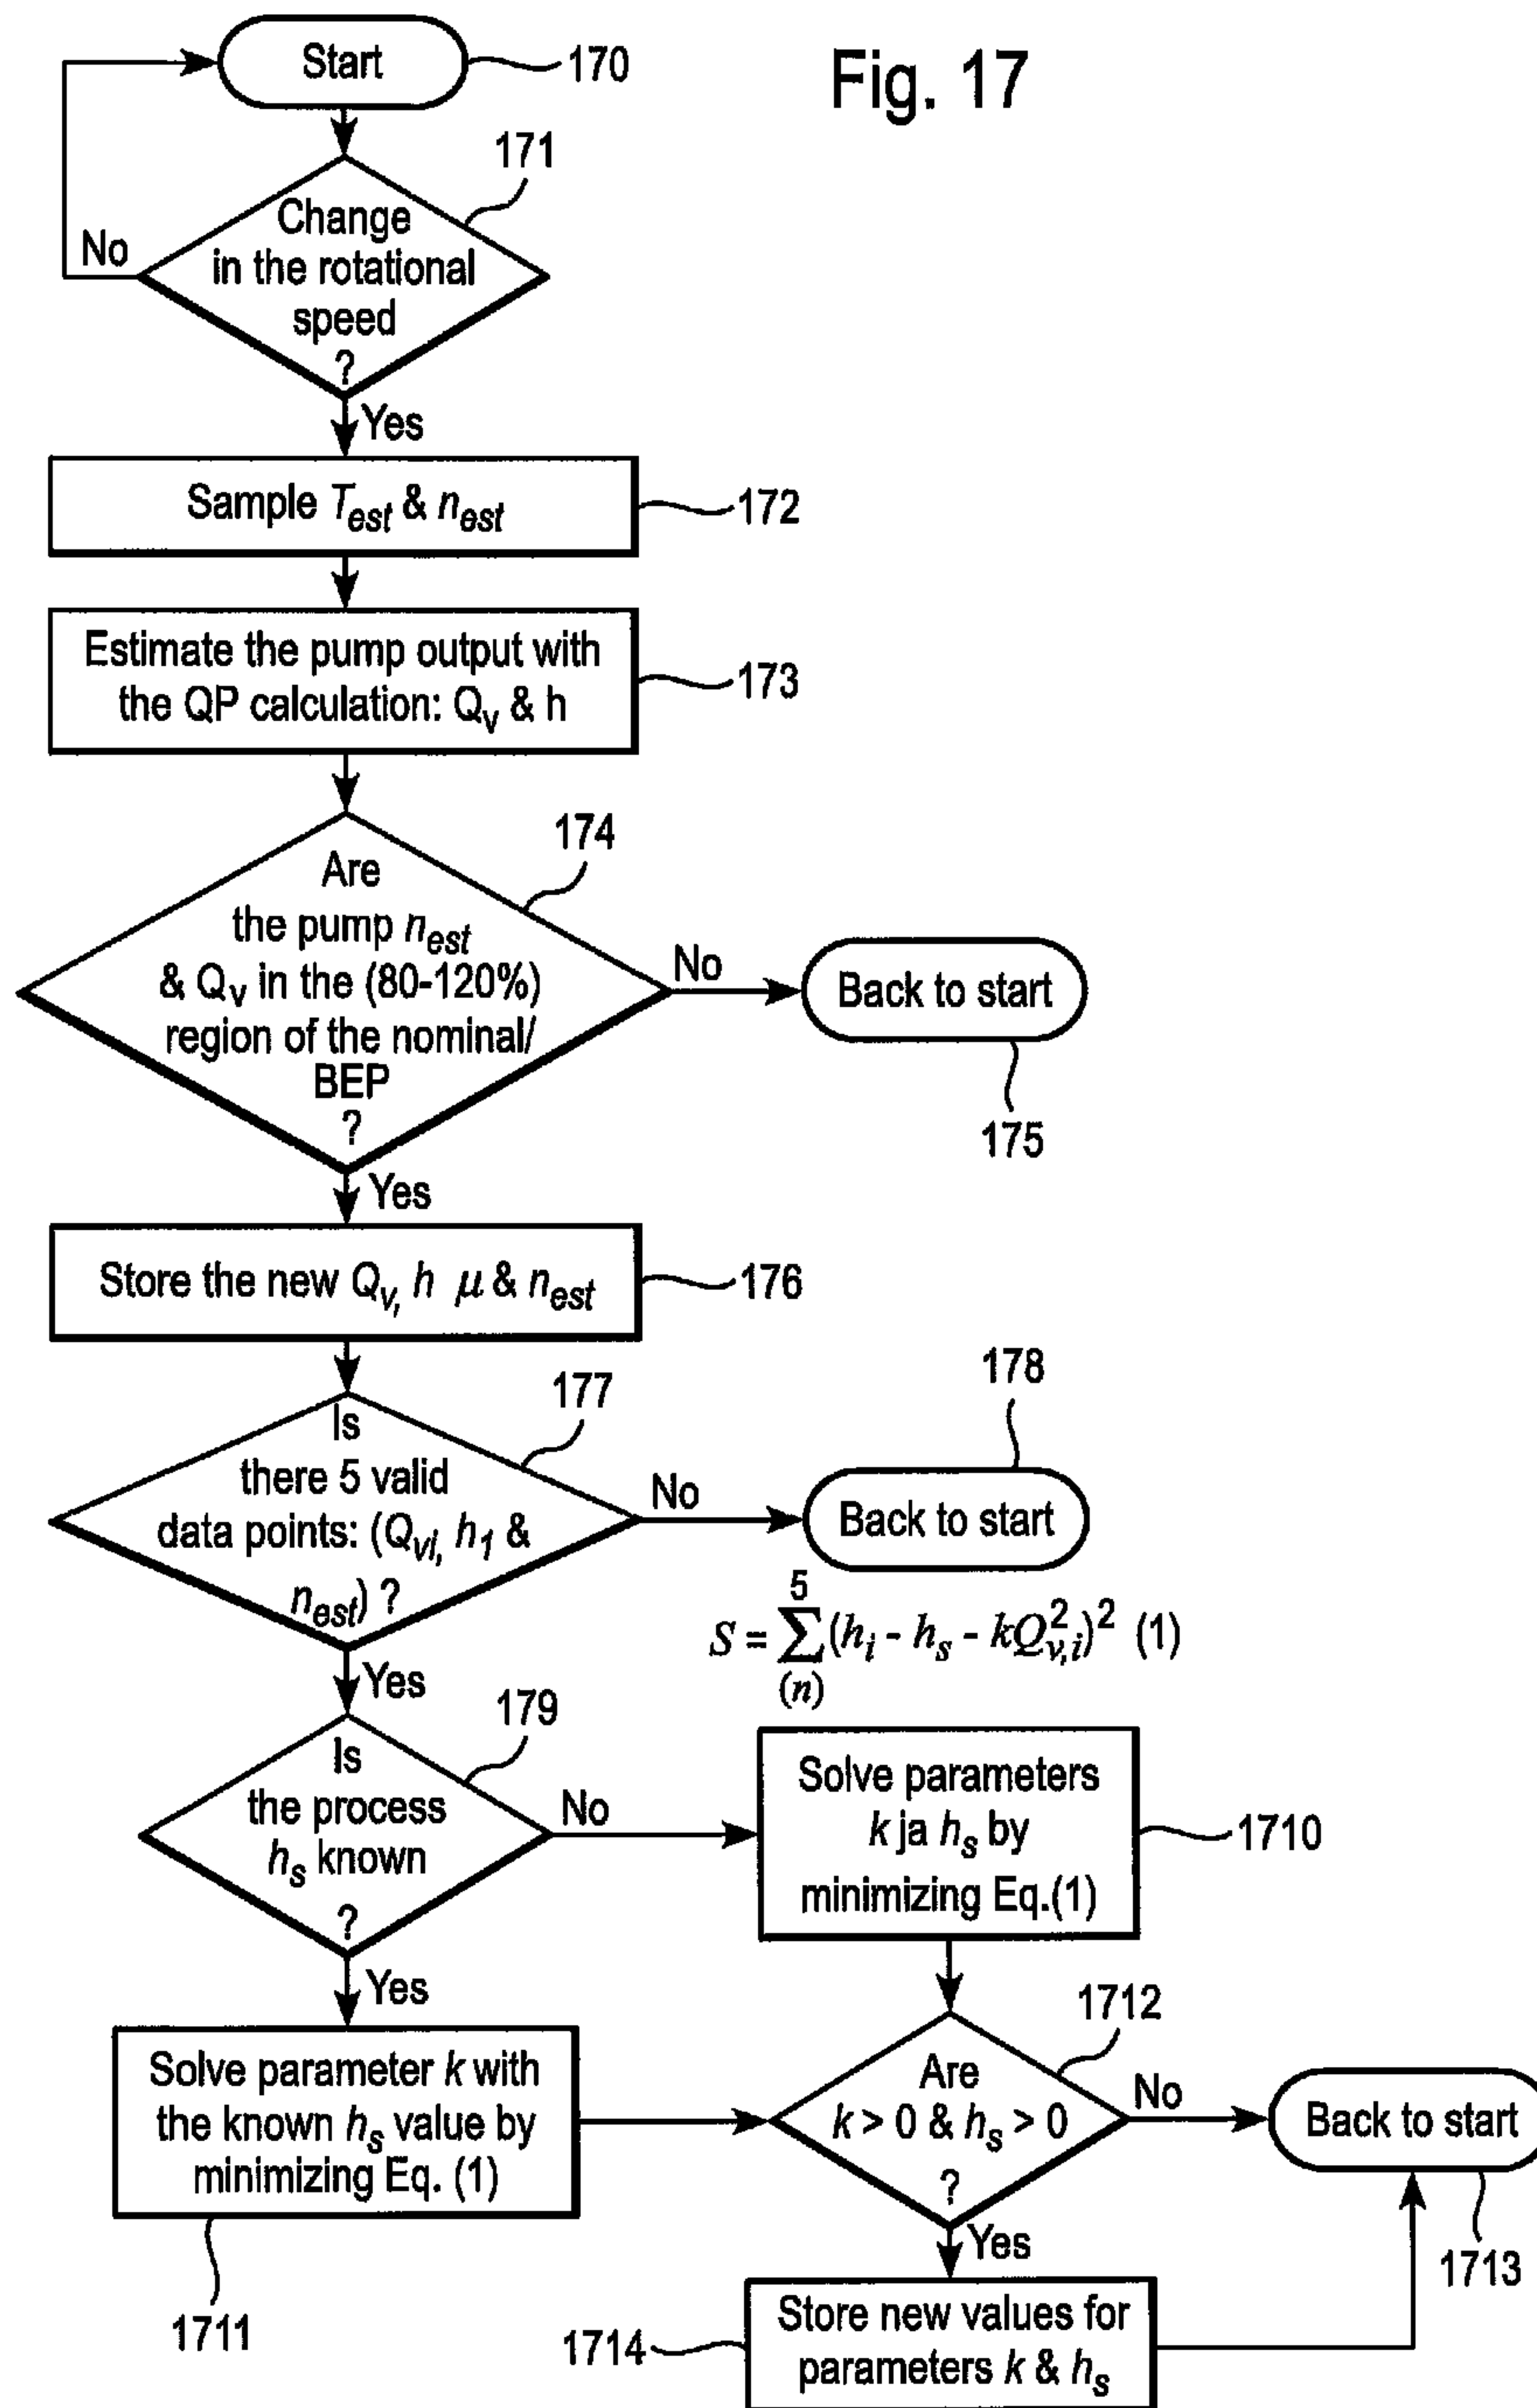 Fig. 17
Start
170
171
Change
in the rotational
speed
?
No
Yes
Sample T_est & n_est
172
Estimate the pump output with
the QP calculation: Q_v & h
173
174
Are
the pump n_est
& Q_v in the (80-120%)
region of the nominal/
BEP
?
No
Back to start
175
Yes
Store the new Q_v, h μ & n_est
176
177
Is
there 5 valid
data points: (Q_vi, h_1 &
n_est) ?
No
178
Back to start
S = ∑_(n)^5 (h_i - h_s - kQ_v,i^2)^2 (1)
Yes
179
Is
the process
h_s known
?
No
Solve parameters
k ja h_s by
minimizing Eq.(1)
1710
Yes
Solve parameter k with
the known h_s value by
minimizing Eq. (1)
1711
1712
Are
k > 0 & h_s > 0
?
No
Back to start
1713
Yes
Store new values for
parameters k & h_s
1714